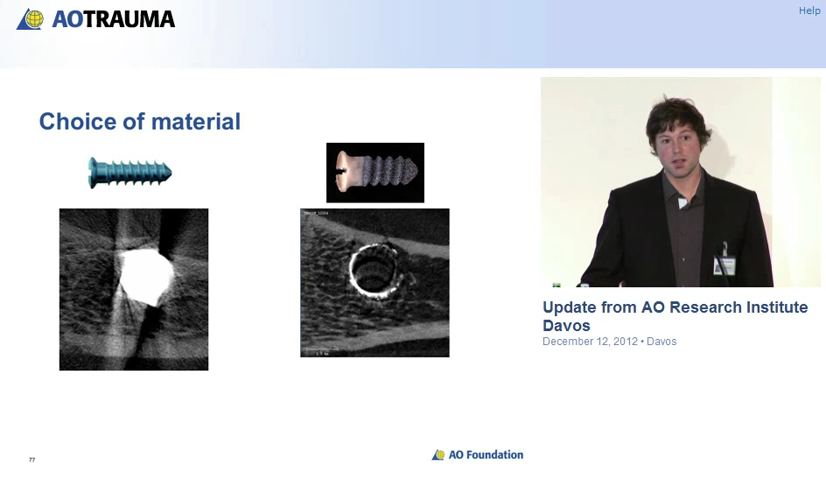 AOTRAUMA
Help
Choice of material
Update from AO Research Institute
Davos
December 12, 2012 • Davos
77
AO Foundation